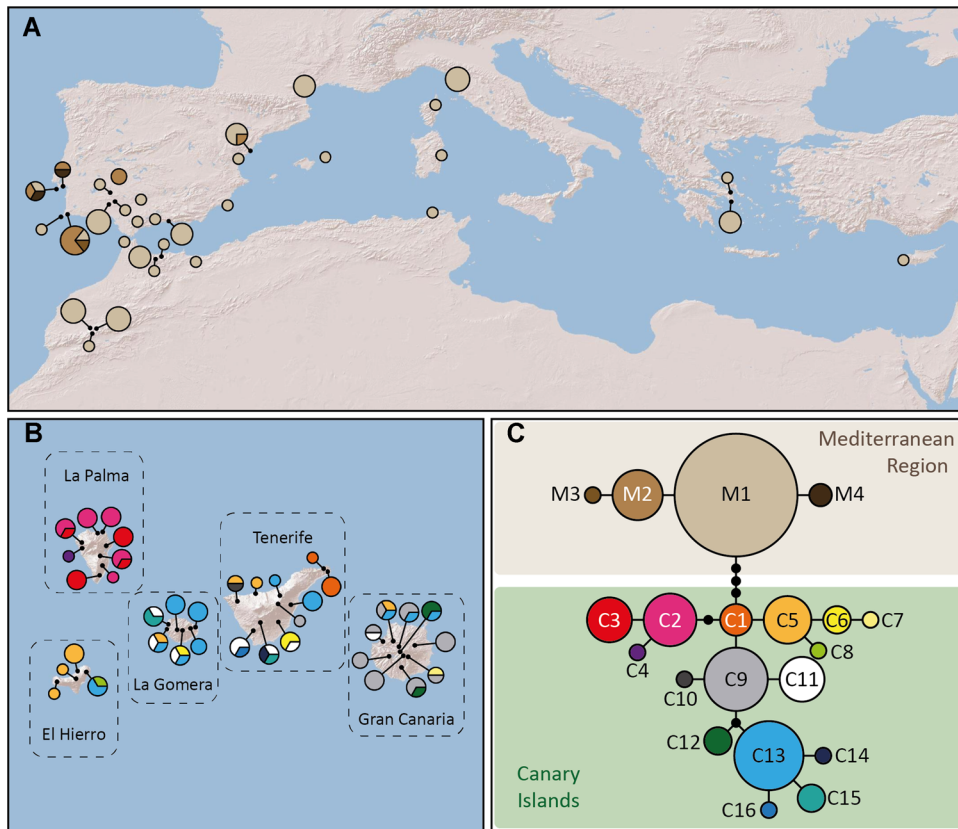 A
B
La Palma
Tenerife
La Gomera
El Hierro
Gran Canaria
C
Mediterranean
Region
M3
M2
M1
M4
C3
C2
C1
C5
C6
C7
C4
C8
C9
C11
C10
C12
C13
C14
C15
C16
Canary
Islands